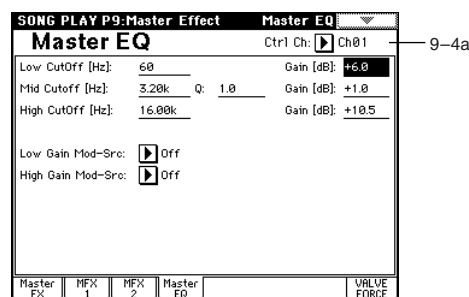 SONG PLAY P9:Master Effect Master EQ
Master EQ Ctrl Ch: Ch01 9–4a
Low CutOff [Hz]: 60 Gain [dB]: +6.0
Mid Cutoff [Hz]: 3.20k Q: 1.0 Gain [dB]: +1.0
High CutOff [Hz]: 16.00k Gain [dB]: +10.5
Low Gain Mod-Src: Off
High Gain Mod-Src: Off
Master MFX MFX Master VALVE
FX 1 2 EQ FORCE